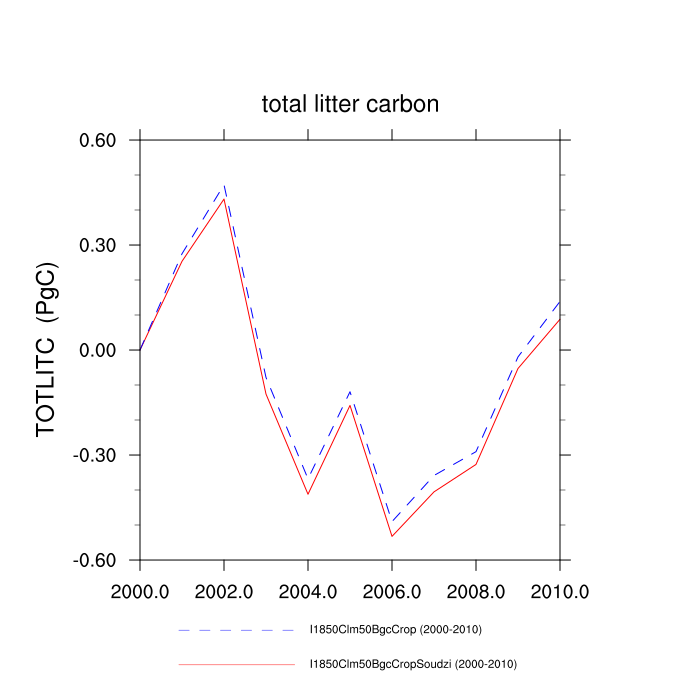 total litter carbon
0.60
0.30
0.00
-0.30
-0.60
TOTLITC (PgC)
2000.0 2002.0 2004.0 2006.0 2008.0 2010.0
I1850Clm50BgcCrop (2000-2010)
I1850Clm50BgcCropSoudzi (2000-2010)